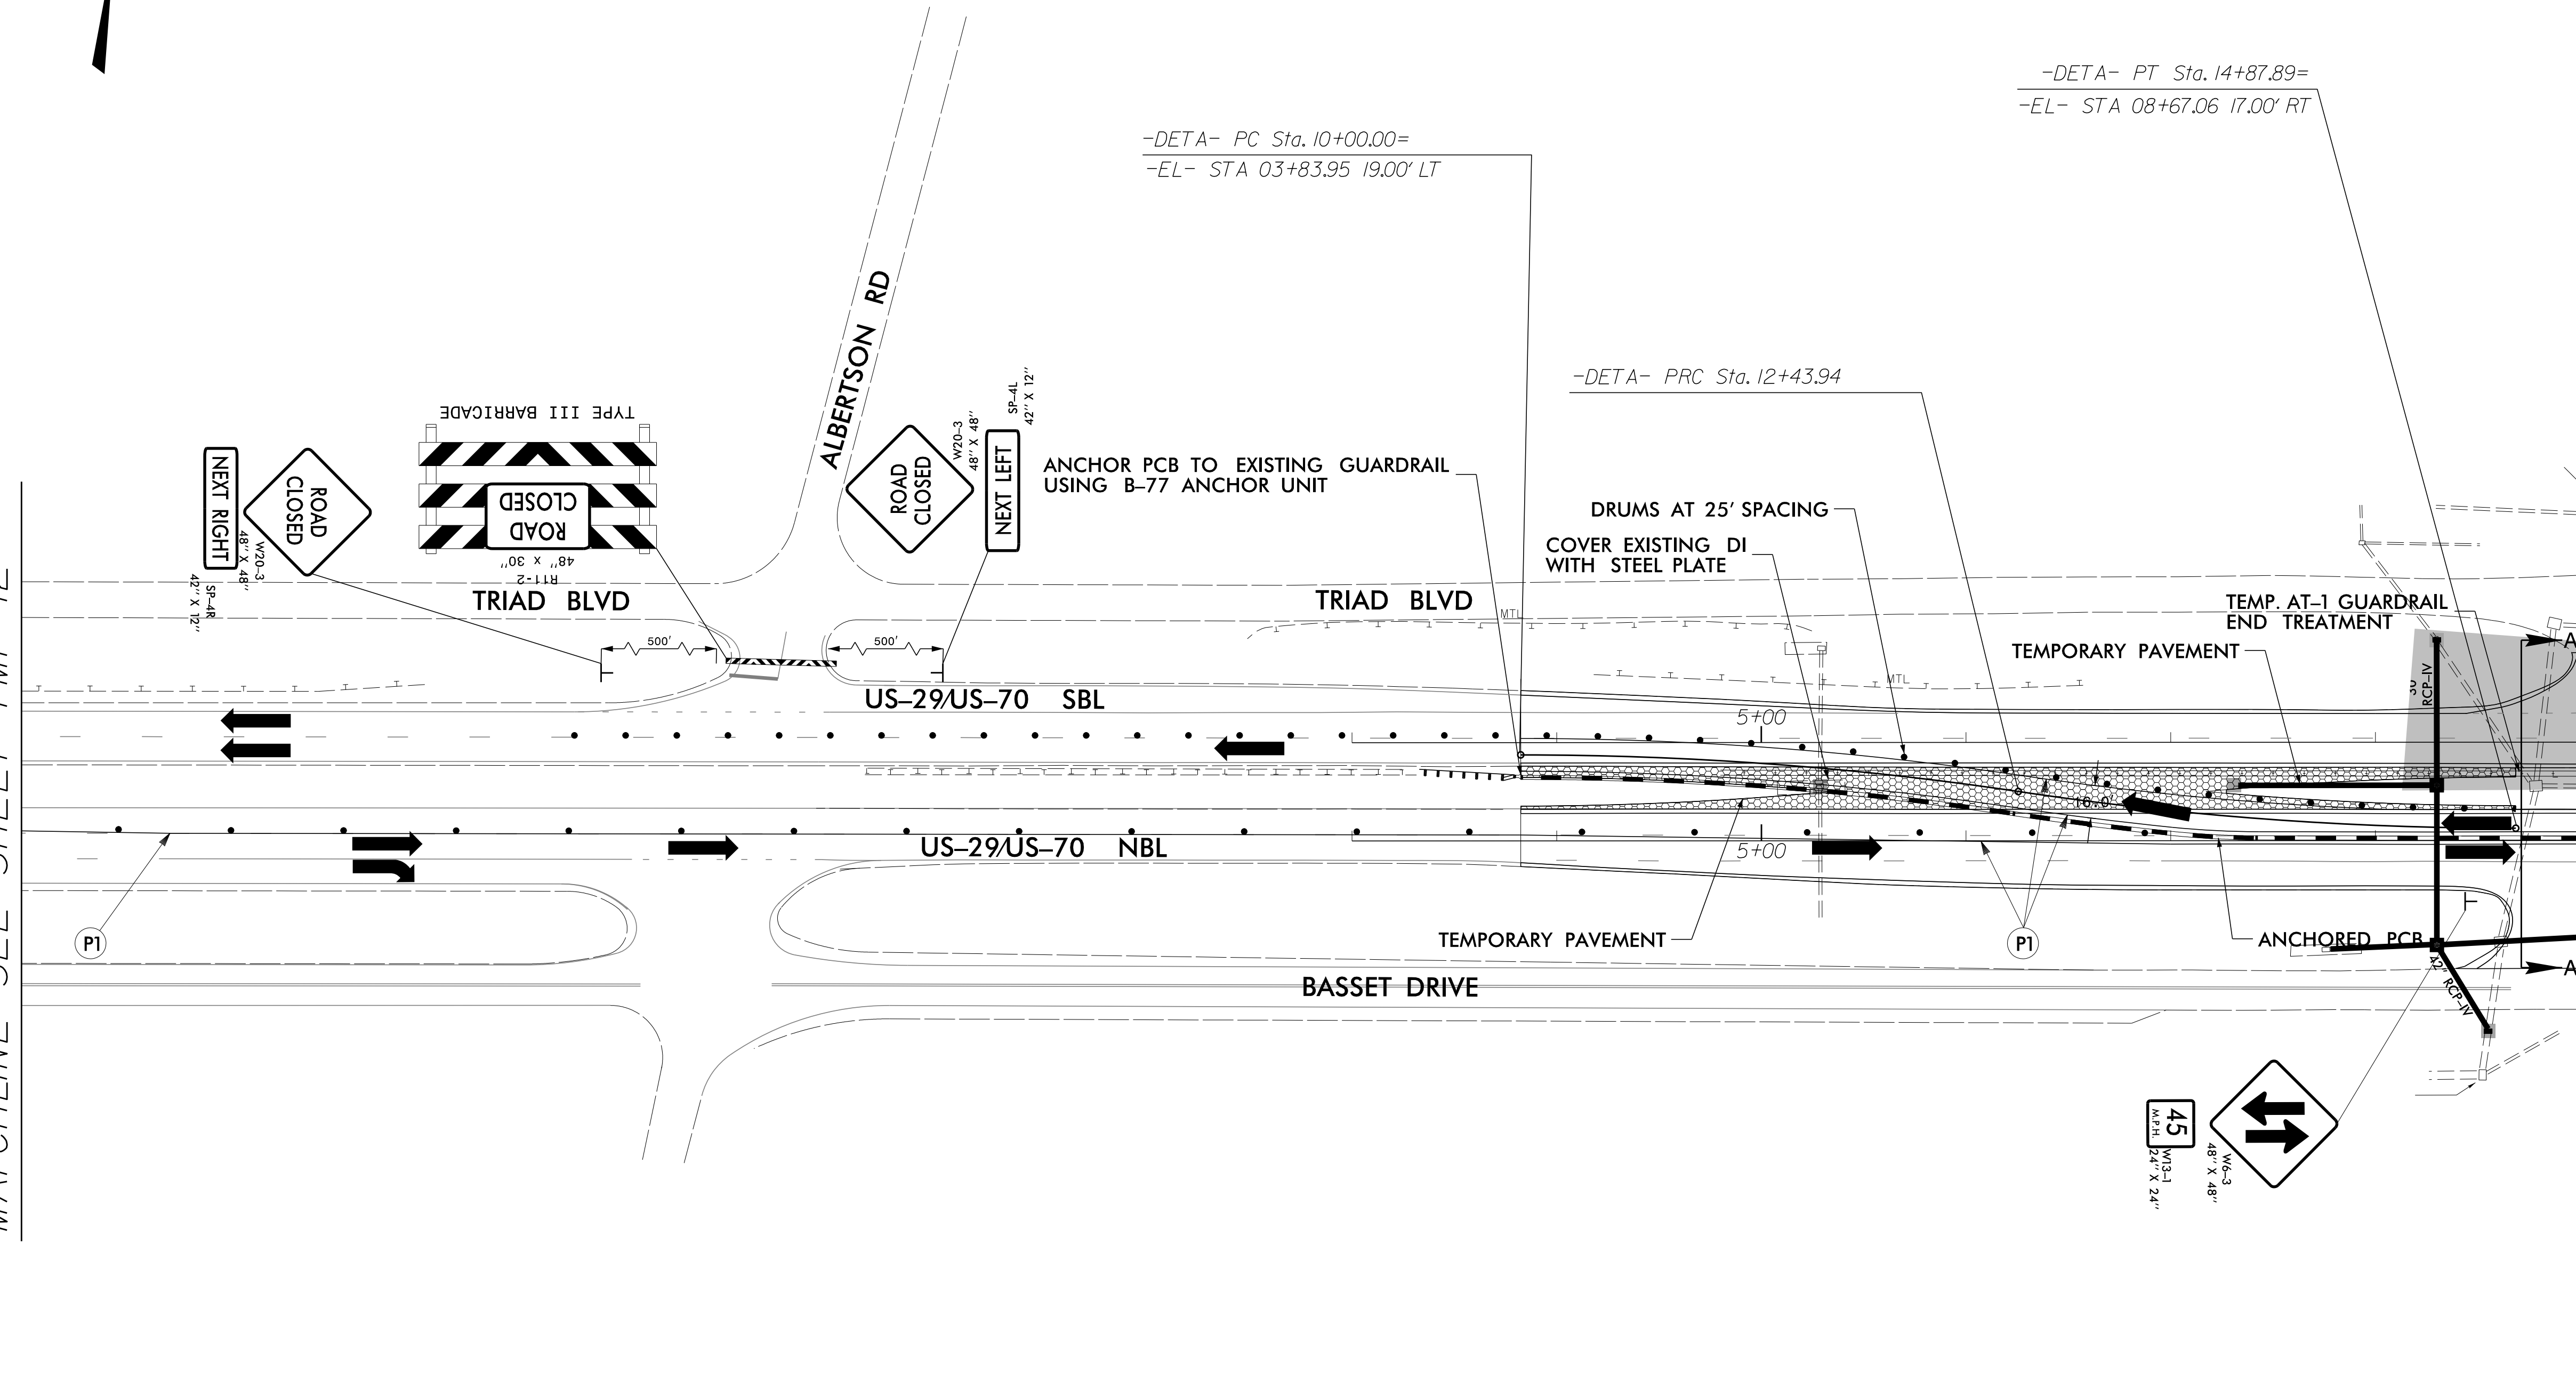 -DETA- PT Sta. 14+87.89=
-EL- STA 08+67.06 17.00' RT
-DETA- PC Sta. 10+00.00=
-EL- STA 03+83.95 19.00' LT
-DETA- PRC Sta. 12+43.94
ALBERTSON RD
TYPE III BARRICADE
ROAD
CLOSED
R11-2
48" x 30"
ROAD
CLOSED
NEXT RIGHT
W20-3
48" X 48"
SP-4R
42" X 12"
ROAD
CLOSED
NEXT LEFT
W20-3
48" X 48"
SP-4L
42" X 12"
ANCHOR PCB TO EXISTING GUARDRAIL
USING B-77 ANCHOR UNIT
DRUMS AT 25' SPACING
COVER EXISTING DI
WITH STEEL PLATE
TRIAD BLVD
TRIAD BLVD
MTL
TEMP. AT-1 GUARDRAIL
END TREATMENT
500'
500'
TEMPORARY PAVEMENT
A
MTL
30"
RCP-IV
US-29/US-70 SBL
5+00
16.0'
US-29/US-70 NBL
5+00
P1
TEMPORARY PAVEMENT
P1
ANCHORED PCB
A
42" RCP-IV
BASSET DRIVE
45
M.P.H.
W13-1
24" X 24"
W6-3
48" X 48"